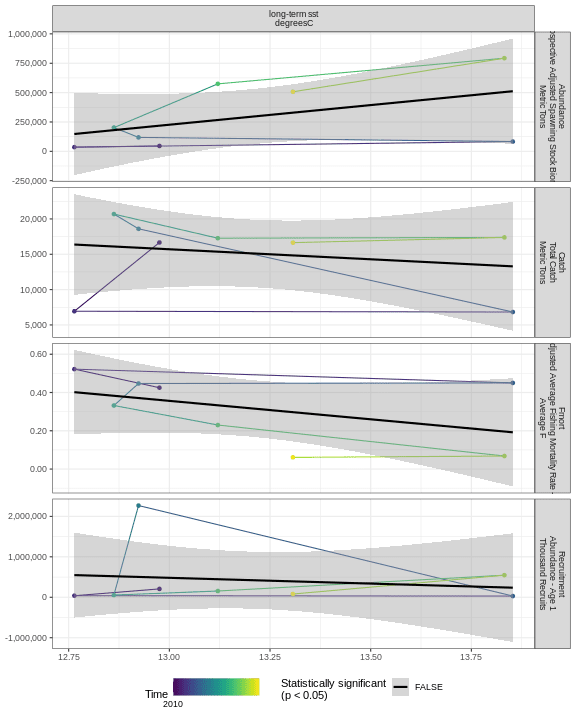 long-term sst
degreesC
1,000,000
750,000
500,000
250,000
0
-250,000
Abundance
Adjusted Spawning Stock
Metric Tons
20,000
15,000
10,000
5,000
Catch
Total Catch
Metric Tons
0.60
0.40
0.20
0.00
Fmort
Average Fishing Mortality Rate -
Average F
2,000,000
1,000,000
0
-1,000,000
Recruitment
Abundance - Age 1
Thousand Recruits
12.75
13.00
13.25
13.50
13.75
Time
2010
Statistically significant
(p < 0.05)
FALSE